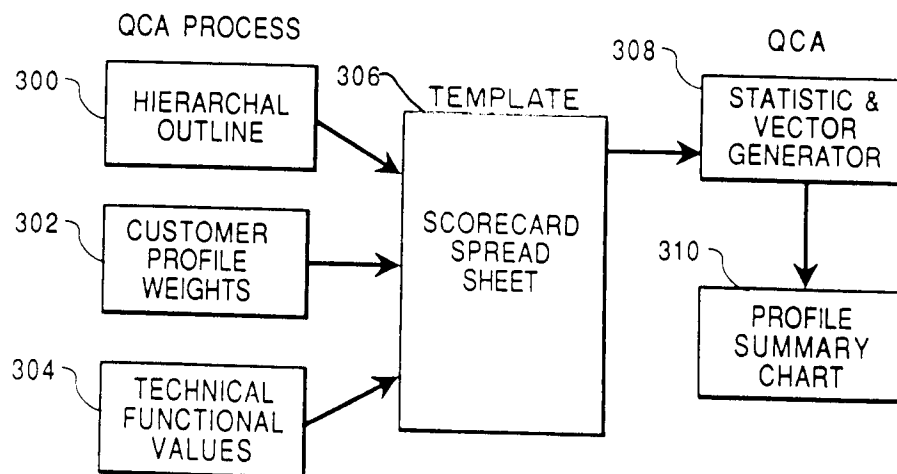 QCA PROCESS
300
HIERARCHAL
OUTLINE
302
CUSTOMER
PROFILE
WEIGHTS
304
TECHNICAL
FUNCTIONAL
VALUES
306
TEMPLATE
SCORECARD
SPREAD
SHEET
QCA
308
STATISTIC &
VECTOR
GENERATOR
310
PROFILE
SUMMARY
CHART